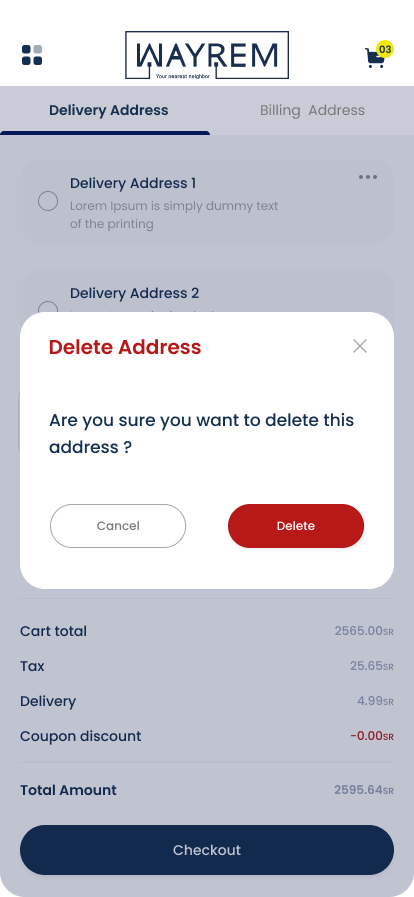 WAYREM
Your nearest neighbor
03
Delivery Address
Billing Address
Delivery Address 1
Lorem Ipsum is simply dummy text
of the printing
Delivery Address 2
Delete Address
Are you sure you want to delete this
address ?
Cancel
Delete
Cart total
2565.00SR
Tax
25.65SR
Delivery
4.99SR
Coupon discount
-0.00SR
Total Amount
2595.64SR
Checkout